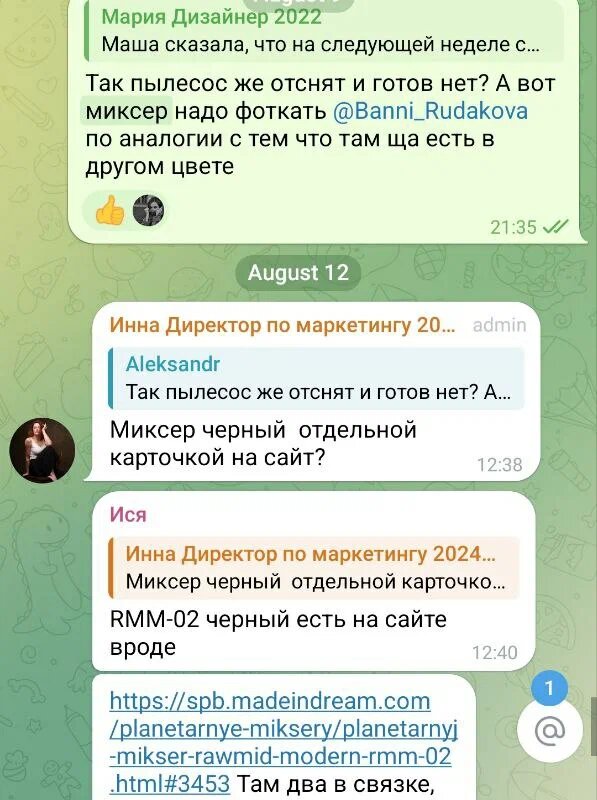 Мария Дизайнер 2022
Маша сказала, что на следующей неделе с...
Так пылесос же отснят и готов нет? А вот
миксер надо фоткать @Banni_Rudakova
по аналогии с тем что там ща есть в
другом цвете
21:35
August 12
Инна Директор по маркетингу 20... admin
Aleksandr
Так пылесос же отснят и готов нет? А...
Миксер черный  отдельной
карточкой на сайт?
12:38
Ися
Инна Директор по маркетингу 2024...
Миксер черный  отдельной карточко...
RMM-02 черный есть на сайте
вроде
12:40
1
@
https://spb.madeindream.com
/planetarnye-miksery/planetarnyj
-mikser-rawmid-modern-rmm-02
.html#3453 Там два в связке,